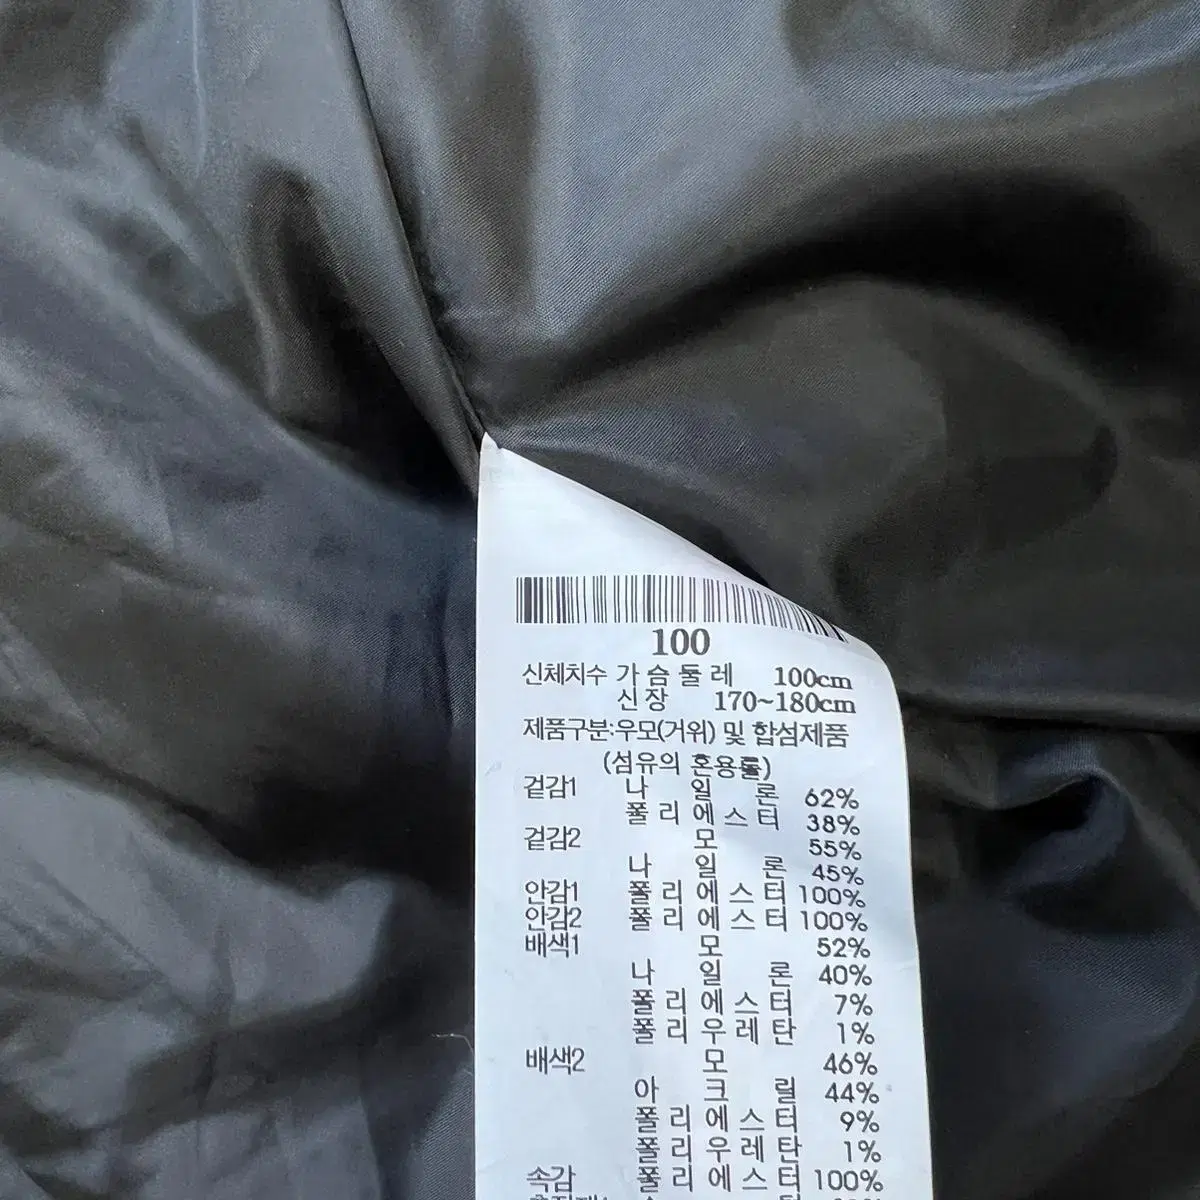 100
신체치수 가슴둘레 100cm
신장 170~180cm
제품구분:우모(거위) 및 합섬제품
(섬유의 혼용률)
겉감1 나일론 62%
폴리에스터 38%
겉감2 모 55%
나일론 45%
안감1 폴리에스터 100%
안감2 폴리에스터 100%
배색1 모 52%
나일론 40%
폴리에스터 7%
폴리우레탄 1%
배색2 모 46%
아크릴 44%
폴리에스터 9%
폴리우레탄 1%
속감 폴리에스터 100%